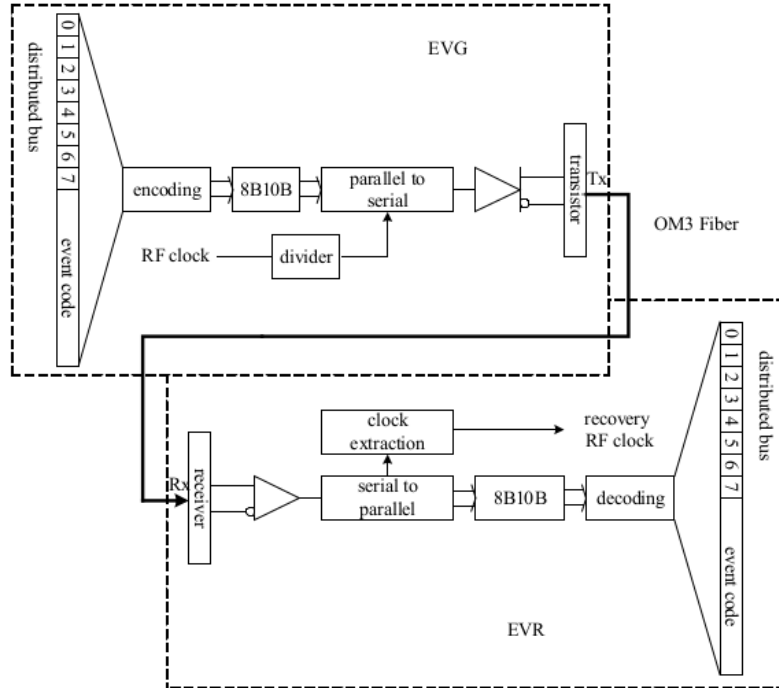 EVG
distributed bus
0
1
2
3
4
5
6
7
event code
encoding
8B10B
parallel to
serial
transistor
Tx
RF clock
divider
OM3 Fiber
clock
extraction
recovery
RF clock
Rx
receiver
serial to
parallel
8B10B
decoding
0
1
2
3
4
5
6
7
event code
distributed bus
EVR